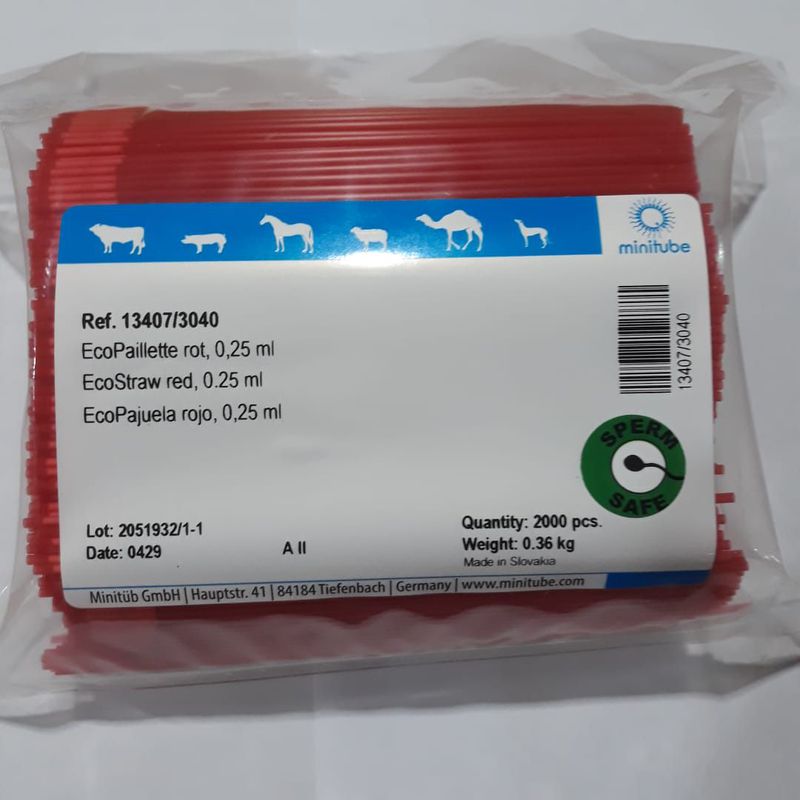 minitube
Ref. 13407/3040
EcoPaillette rot, 0,25 ml
EcoStraw red, 0.25 ml
EcoPajuela rojo, 0,25 ml
13407/3040
SPERM
SAFE
Lot: 2051932/1-1
Date: 0429
A II
Quantity: 2000 pcs.
Weight: 0.36 kg
Made in Slovakia
Minitüb GmbH | Hauptstr. 41 | 84184 Tiefenbach | Germany | www.minitube.com